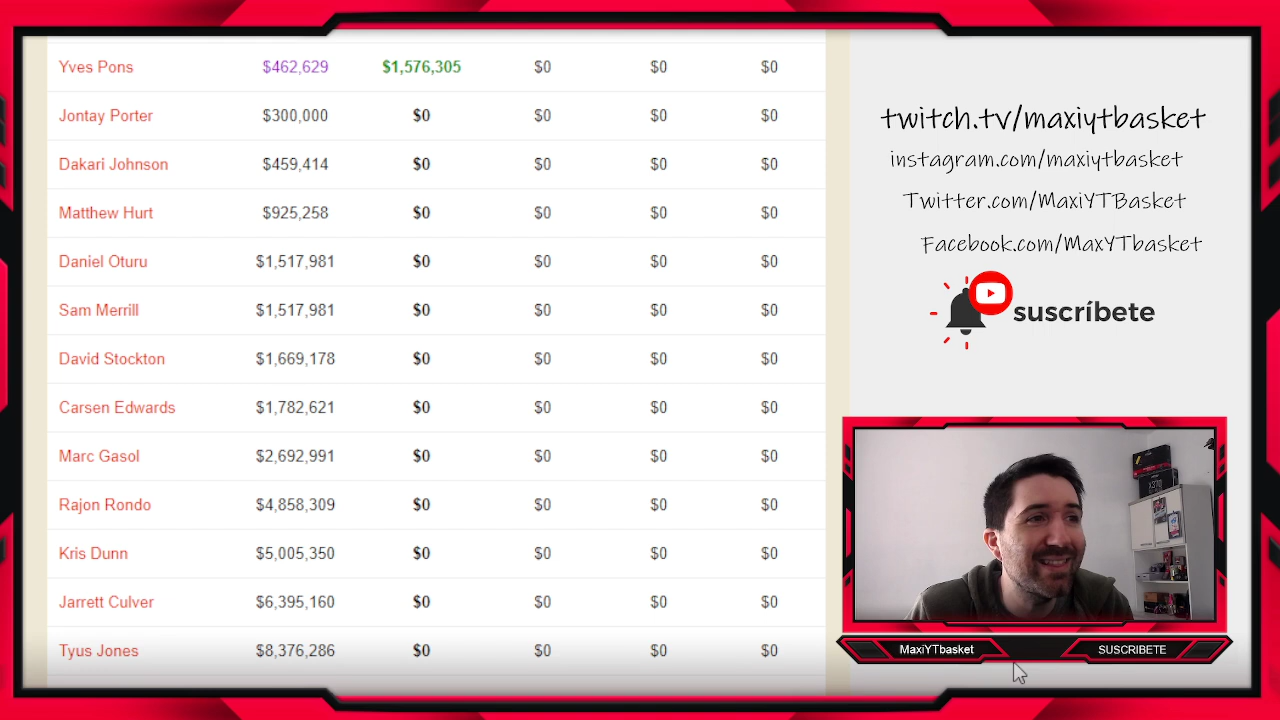 Yves Pons $462,629 $1,576,305 $0 $0 $0
Jontay Porter $300,000 $0 $0 $0 $0
Dakari Johnson $459,414 $0 $0 $0 $0
Matthew Hurt $925,258 $0 $0 $0 $0
Daniel Oturu $1,517,981 $0 $0 $0 $0
Sam Merrill $1,517,981 $0 $0 $0 $0
David Stockton $1,669,178 $0 $0 $0 $0
Carsen Edwards $1,782,621 $0 $0 $0 $0
Marc Gasol $2,692,991 $0 $0 $0 $0
Rajon Rondo $4,858,309 $0 $0 $0 $0
Kris Dunn $5,005,350 $0 $0 $0 $0
Jarrett Culver $6,395,160 $0 $0 $0 $0
Tyus Jones $8,376,286 $0 $0 $0 $0
twitch.tv/maxiytbasket
instagram.com/maxiytbasket
Twitter.com/MaxiYTBasket
Facebook.com/MaxYTbasket
suscríbete
MaxiYTbasket
SUSCRIBETE